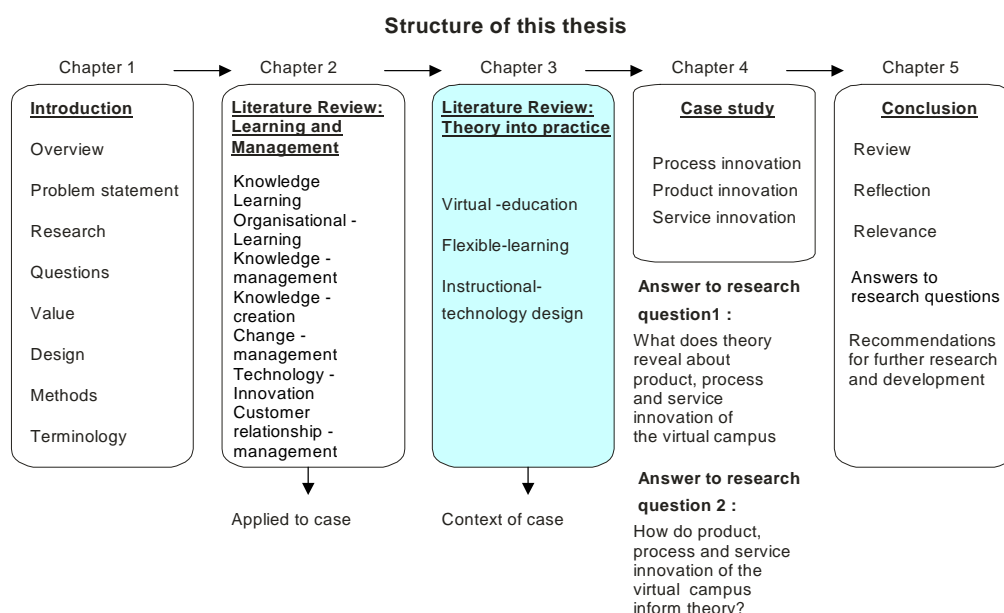 Structure of this thesis
Chapter 1
Chapter 2
Chapter 3
Chapter 4
Chapter 5
Introduction
Overview
Problem statement
Research
Questions
Value
Design
Methods
Terminology
Literature Review:
Learning and
Management
Knowledge
Learning
Organisational -
Learning
Knowledge -
management
Knowledge -
creation
Change -
management
Technology -
Innovation
Customer
relationship -
management
Applied to case
Literature Review:
Theory into practice
Virtual -education
Flexible-learning
Instructional-
technology design
Context of case
Case study
Process innovation
Product innovation
Service innovation
Answer to research
question1 :
What does theory
reveal about
product, process
and service
innovation of
the virtual campus
Answer to research
question 2 :
How do product,
process and service
innovation of the
virtual campus
inform theory?
Conclusion
Review
Reflection
Relevance
Answers to
research questions
Recommendations
for further research
and development